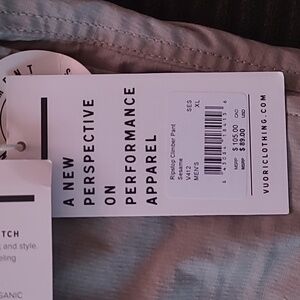 A NEW
PERSPECTIVE
ON
PERFORMANCE
APPAREL
Ripstop Climber Pant
Sesame
V412
MEN'S
SES
XL
MSRP $ 105.00 CAD
MSRP $ 89.00 USD
VUORICLOTHING.COM
TCH
and style.
eling
GANIC